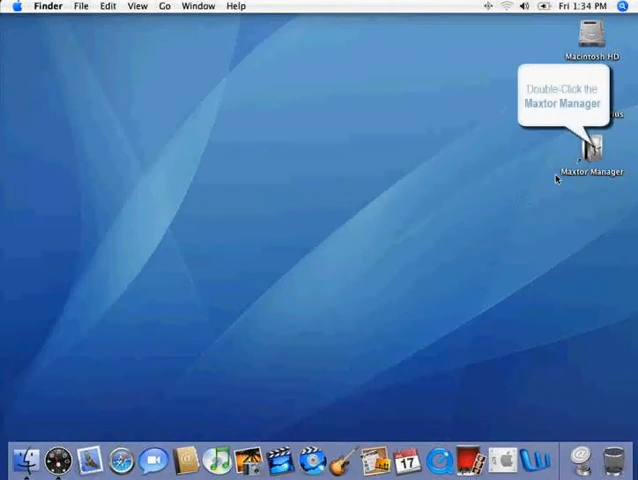 Finder File Edit View Go Window Help Fri 1:34 PM
Macintosh HD
Double-Click the
Maxtor Manager
Maxtor Manager
17